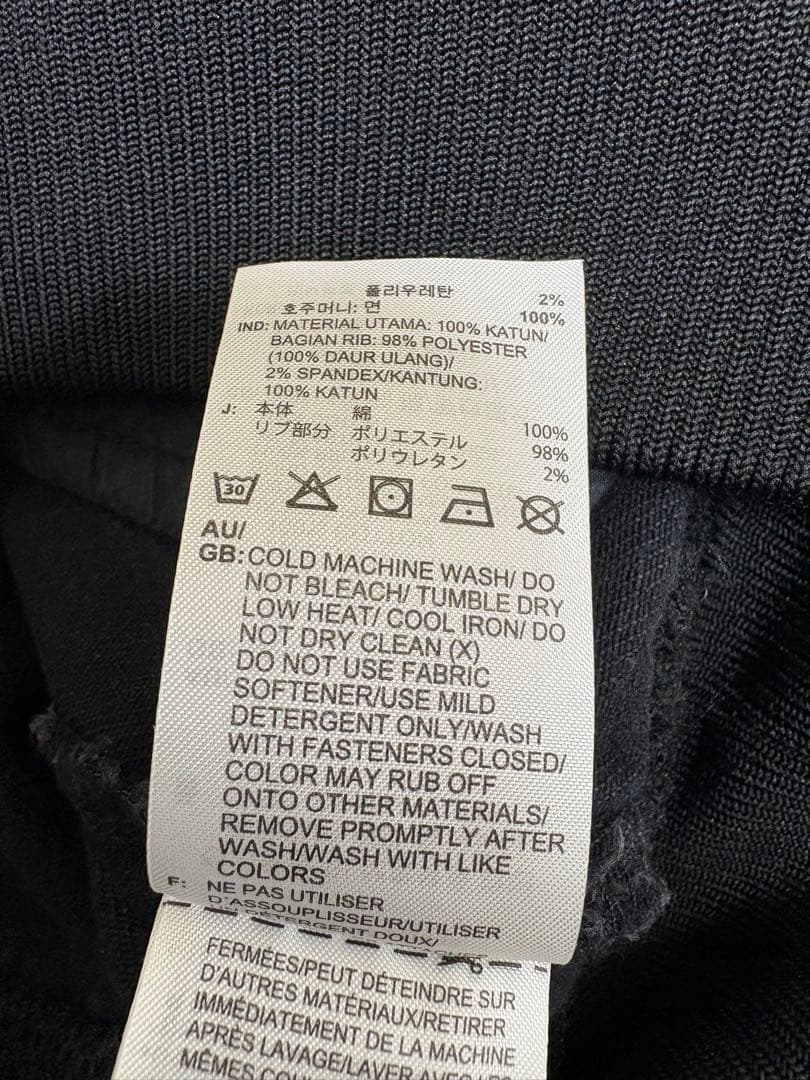 폴리우레탄 2%
호주머니: 면 100%
IND: MATERIAL UTAMA: 100% KATUN/
BAGIAN RIB: 98% POLYESTER
(100% DAUR ULANG)/
2% SPANDEX/KANTUNG:
100% KATUN
J: 本体 綿 100%
リブ部分 ポリエステル 98%
ポリウレタン 2%
30
AU/
GB: COLD MACHINE WASH/ DO
NOT BLEACH/ TUMBLE DRY
LOW HEAT/ COOL IRON/ DO
NOT DRY CLEAN (X)
DO NOT USE FABRIC
SOFTENER/USE MILD
DETERGENT ONLY/WASH
WITH FASTENERS CLOSED/
COLOR MAY RUB OFF
ONTO OTHER MATERIALS/
REMOVE PROMPTLY AFTER
WASH/WASH WITH LIKE
COLORS
F: NE PAS UTILISER
D'ASSOUPLISSEUR/UTILISER
UN DÉTERGENT DOUX/
FERMÉES/PEUT DÉTEINDRE SUR
D'AUTRES MATÉRIAUX/RETIRER
IMMÉDIATEMENT DE LA MACHINE
APRÈS LAVAGE/LAVER AVEC LES
MÊMES